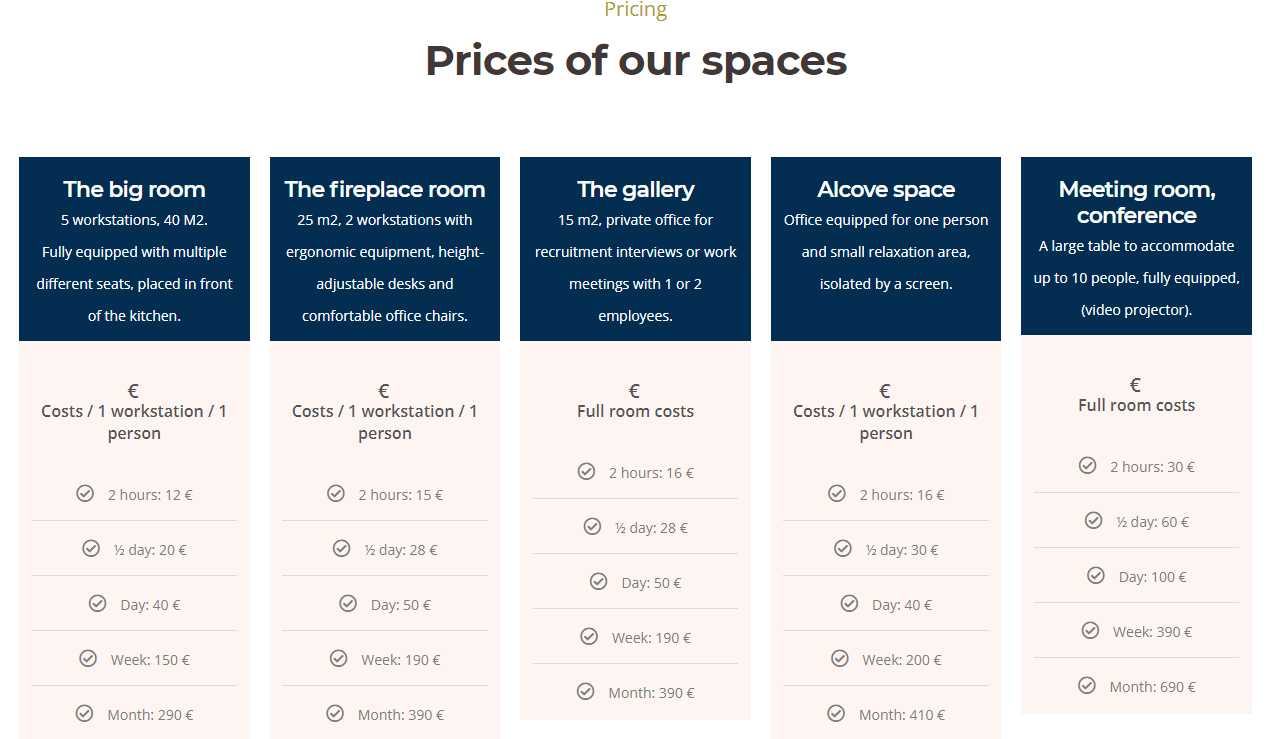 Pricing
Prices of our spaces
The big room
5 workstations, 40 M2.
Fully equipped with multiple
different seats, placed in front
of the kitchen.
€
Costs / 1 workstation / 1
person
2 hours: 12 €
½ day: 20 €
Day: 40 €
Week: 150 €
Month: 290 €
The fireplace room
25 m2, 2 workstations with
ergonomic equipment, height-
adjustable desks and
comfortable office chairs.
€
Costs / 1 workstation / 1
person
2 hours: 15 €
½ day: 28 €
Day: 50 €
Week: 190 €
Month: 390 €
The gallery
15 m2, private office for
recruitment interviews or work
meetings with 1 or 2
employees.
€
Full room costs
2 hours: 16 €
½ day: 28 €
Day: 50 €
Week: 190 €
Month: 390 €
Alcove space
Office equipped for one person
and small relaxation area,
isolated by a screen.
€
Costs / 1 workstation / 1
person
2 hours: 16 €
½ day: 30 €
Day: 40 €
Week: 200 €
Month: 410 €
Meeting room,
conference
A large table to accommodate
up to 10 people, fully equipped,
(video projector).
€
Full room costs
2 hours: 30 €
½ day: 60 €
Day: 100 €
Week: 390 €
Month: 690 €